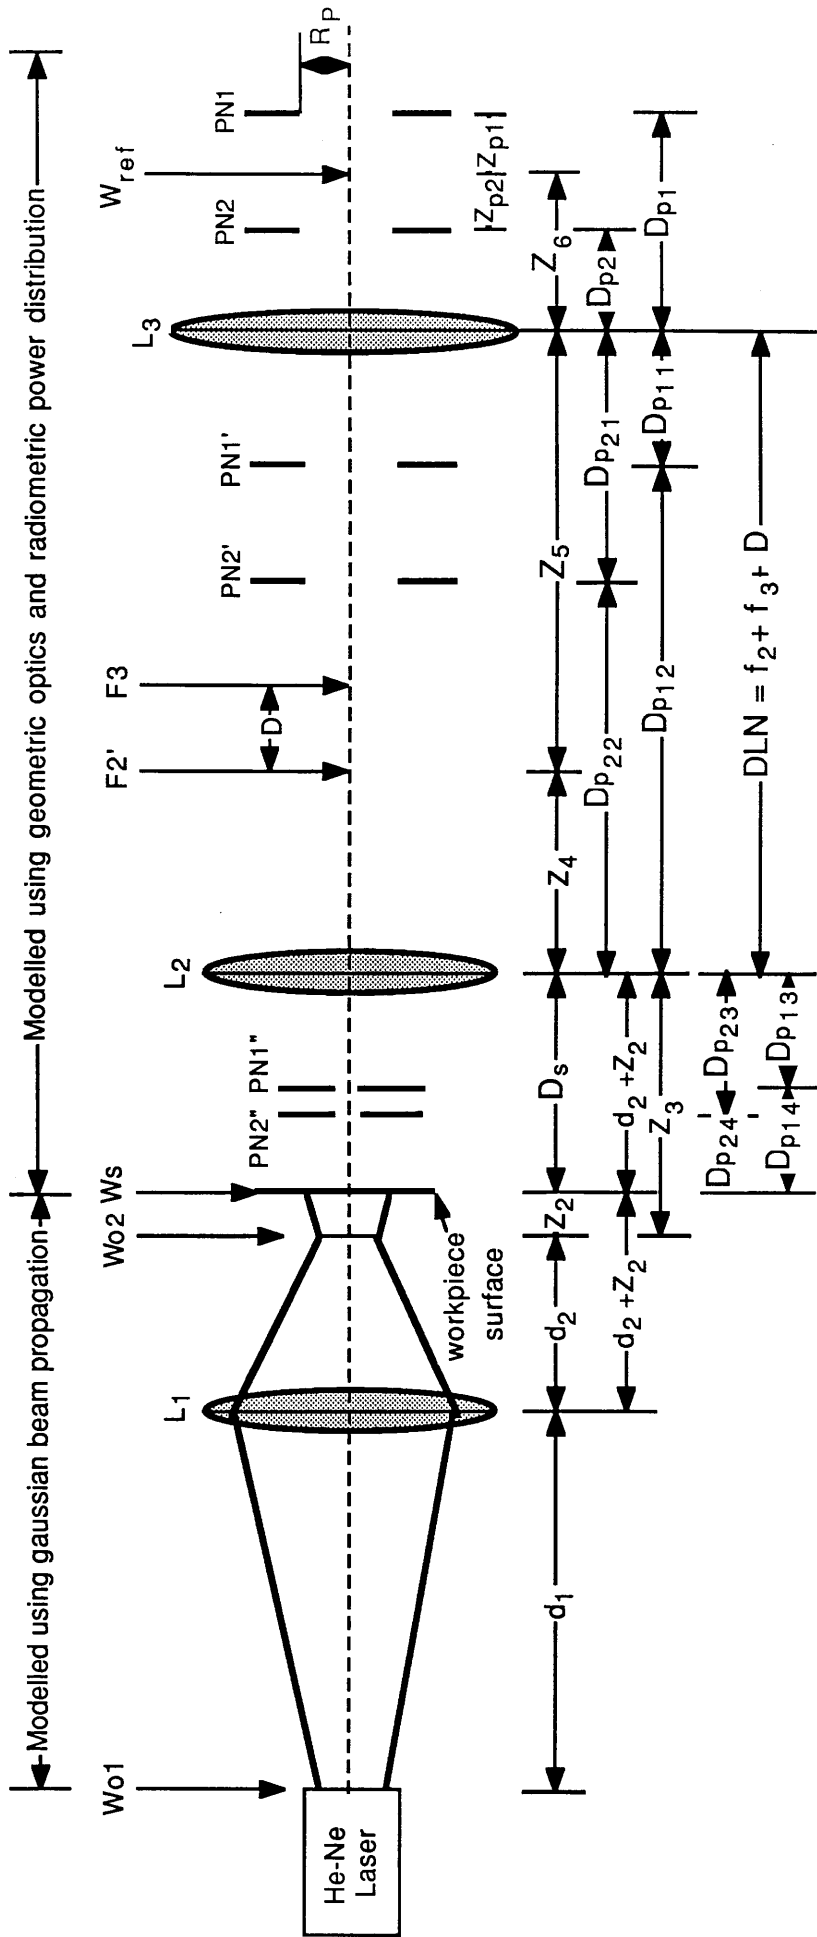 Modelled using gaussian beam propagation
Modelled using geometric optics and radiometric power distribution
Wo1
Wo2
Ws
F2'
F3
Wref
L1
PN2"
PN1"
L2
PN2'
PN1'
L3
PN2
PN1
RP
D
He-Ne
Laser
workpiece
surface
Zp2
Zp1
d1
d2
Z2
Ds
Z4
Z5
Z6
d2 +Z2
d2 +Z2
Dp22
Dp21
Dp2
Z3
Dp12
Dp11
Dp1
Dp24
Dp23
Dp14
Dp13
DLN = f2 + f3 + D